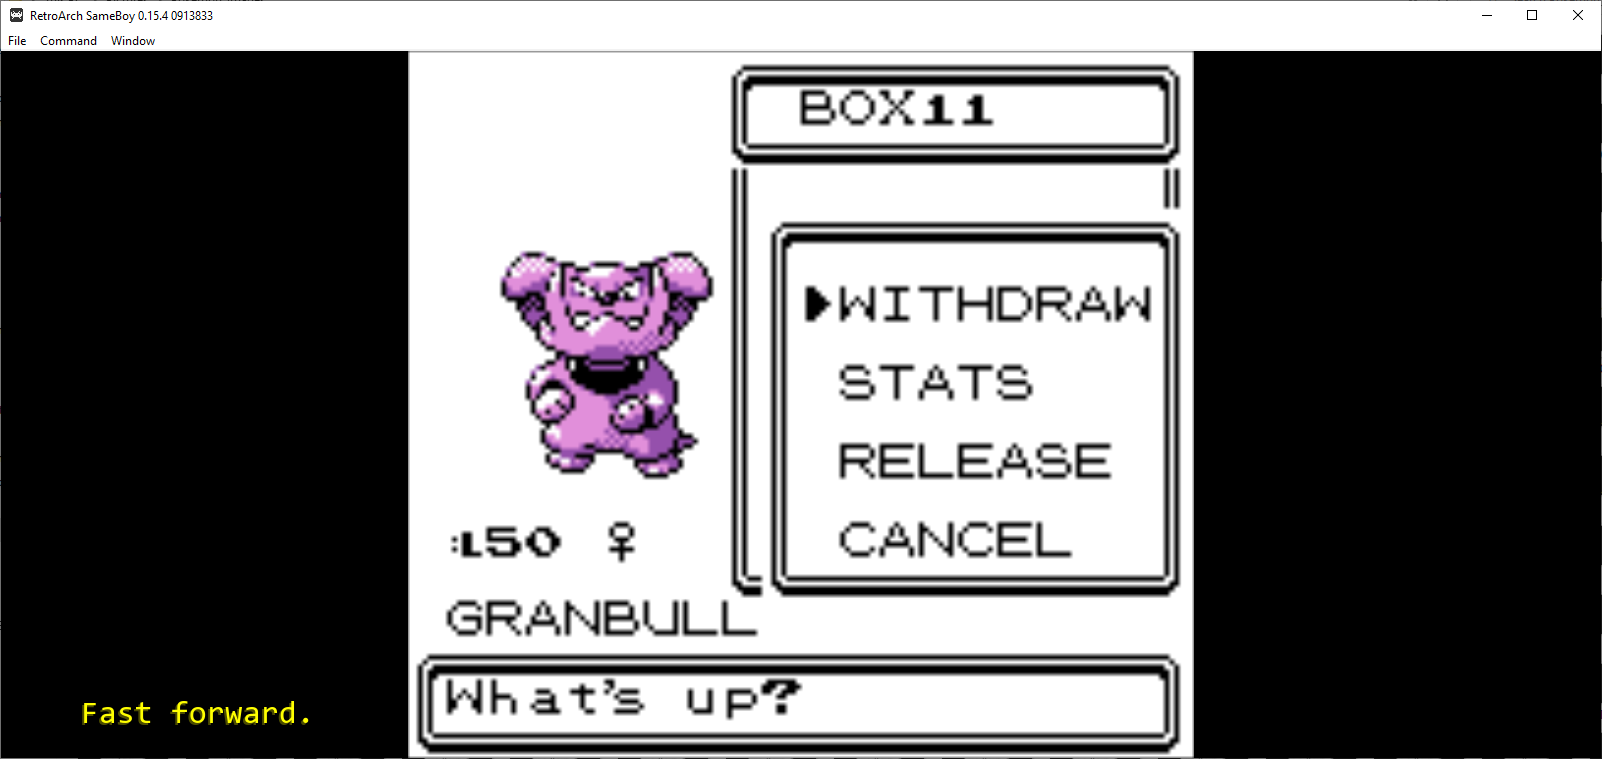 RetroArch SameBoy 0.15.4 0913833
File Command Window
BOX11
▶WITHDRAW
STATS
RELEASE
CANCEL
:L50 ♀
GRANBULL
What's up?
Fast forward.